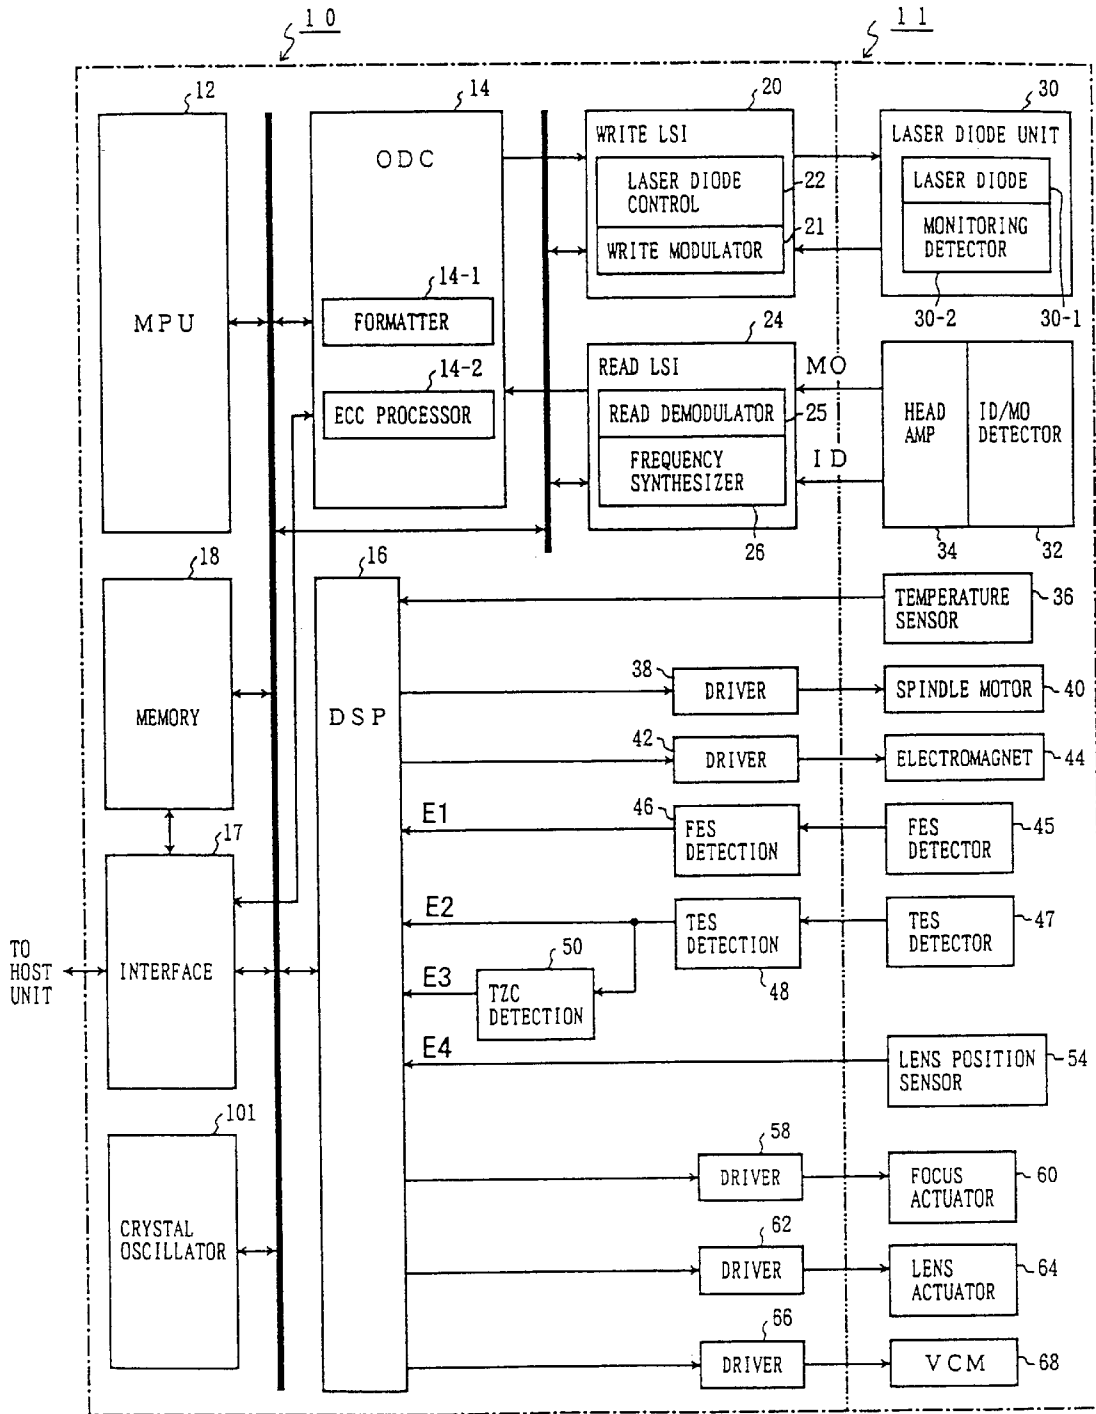 10
11
12
14
20
30
MPU
ODC
WRITE LSI
LASER DIODE
CONTROL
22
WRITE MODULATOR
21
LASER DIODE UNIT
LASER DIODE
MONITORING
DETECTOR
30-2
30-1
14-1
FORMATTER
14-2
ECC PROCESSOR
24
READ LSI
READ DEMODULATOR
25
FREQUENCY
SYNTHESIZER
26
MO
ID
HEAD
AMP
ID/MO
DETECTOR
34
32
18
MEMORY
16
DSP
TEMPERATURE
SENSOR
36
38
DRIVER
SPINDLE MOTOR
40
42
DRIVER
ELECTROMAGNET
44
E1
46
FES
DETECTION
FES
DETECTOR
45
17
INTERFACE
TO
HOST
UNIT
E2
TES
DETECTION
48
TES
DETECTOR
47
E3
50
TZC
DETECTION
E4
LENS POSITION
SENSOR
54
101
CRYSTAL
OSCILLATOR
58
DRIVER
FOCUS
ACTUATOR
60
62
DRIVER
LENS
ACTUATOR
64
66
DRIVER
VCM
68